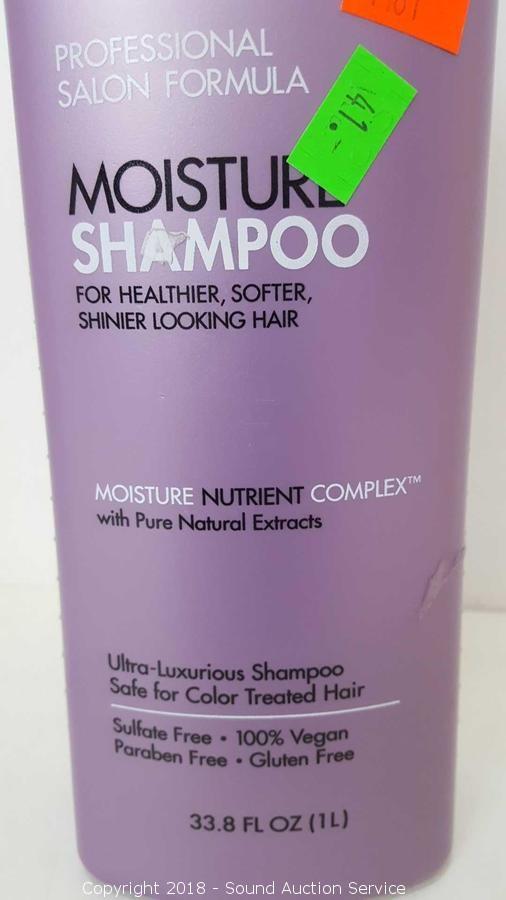 PROFESSIONAL
SALON FORMULA
41.-
MOISTURE
SHAMPOO
FOR HEALTHIER, SOFTER,
SHINIER LOOKING HAIR
MOISTURE NUTRIENT COMPLEX™
with Pure Natural Extracts
Ultra-Luxurious Shampoo
Safe for Color Treated Hair
Sulfate Free • 100% Vegan
Paraben Free • Gluten Free
33.8 FL OZ (1L)
Copyright 2018 - Sound Auction Service